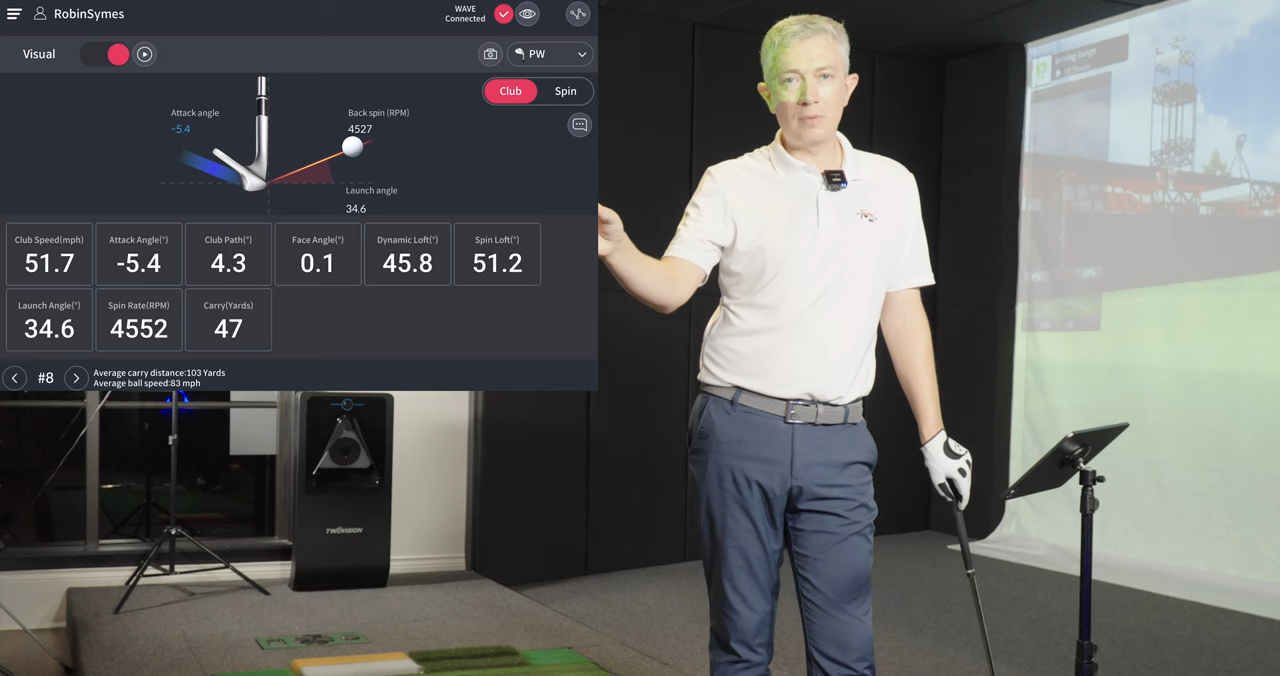 RobinSymes
WAVE
Connected
Visual
PW
Club
Spin
Attack angle
-5.4
Back spin (RPM)
4527
Launch angle
34.6
Club Speed(mph)
Attack Angle(°)
Club Path(°)
Face Angle(°)
Dynamic Loft(°)
Spin Loft(°)
51.7
-5.4
4.3
0.1
45.8
51.2
Launch Angle(°)
Spin Rate(RPM)
Carry(Yards)
34.6
4552
47
#8
Average carry distance:103 Yards
Average ball speed:83 mph
TWOVISION